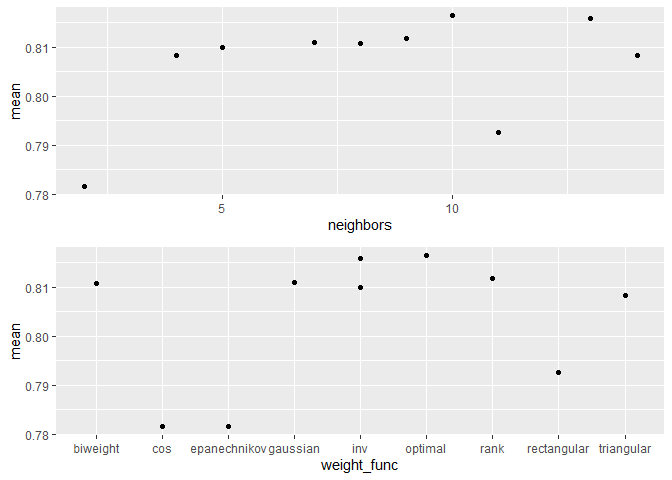 mean
0.81
0.80
0.79
0.78
5 10
neighbors
mean
0.81
0.80
0.79
0.78
biweight cos epanechnikov gaussian inv optimal rank rectangular triangular
weight_func